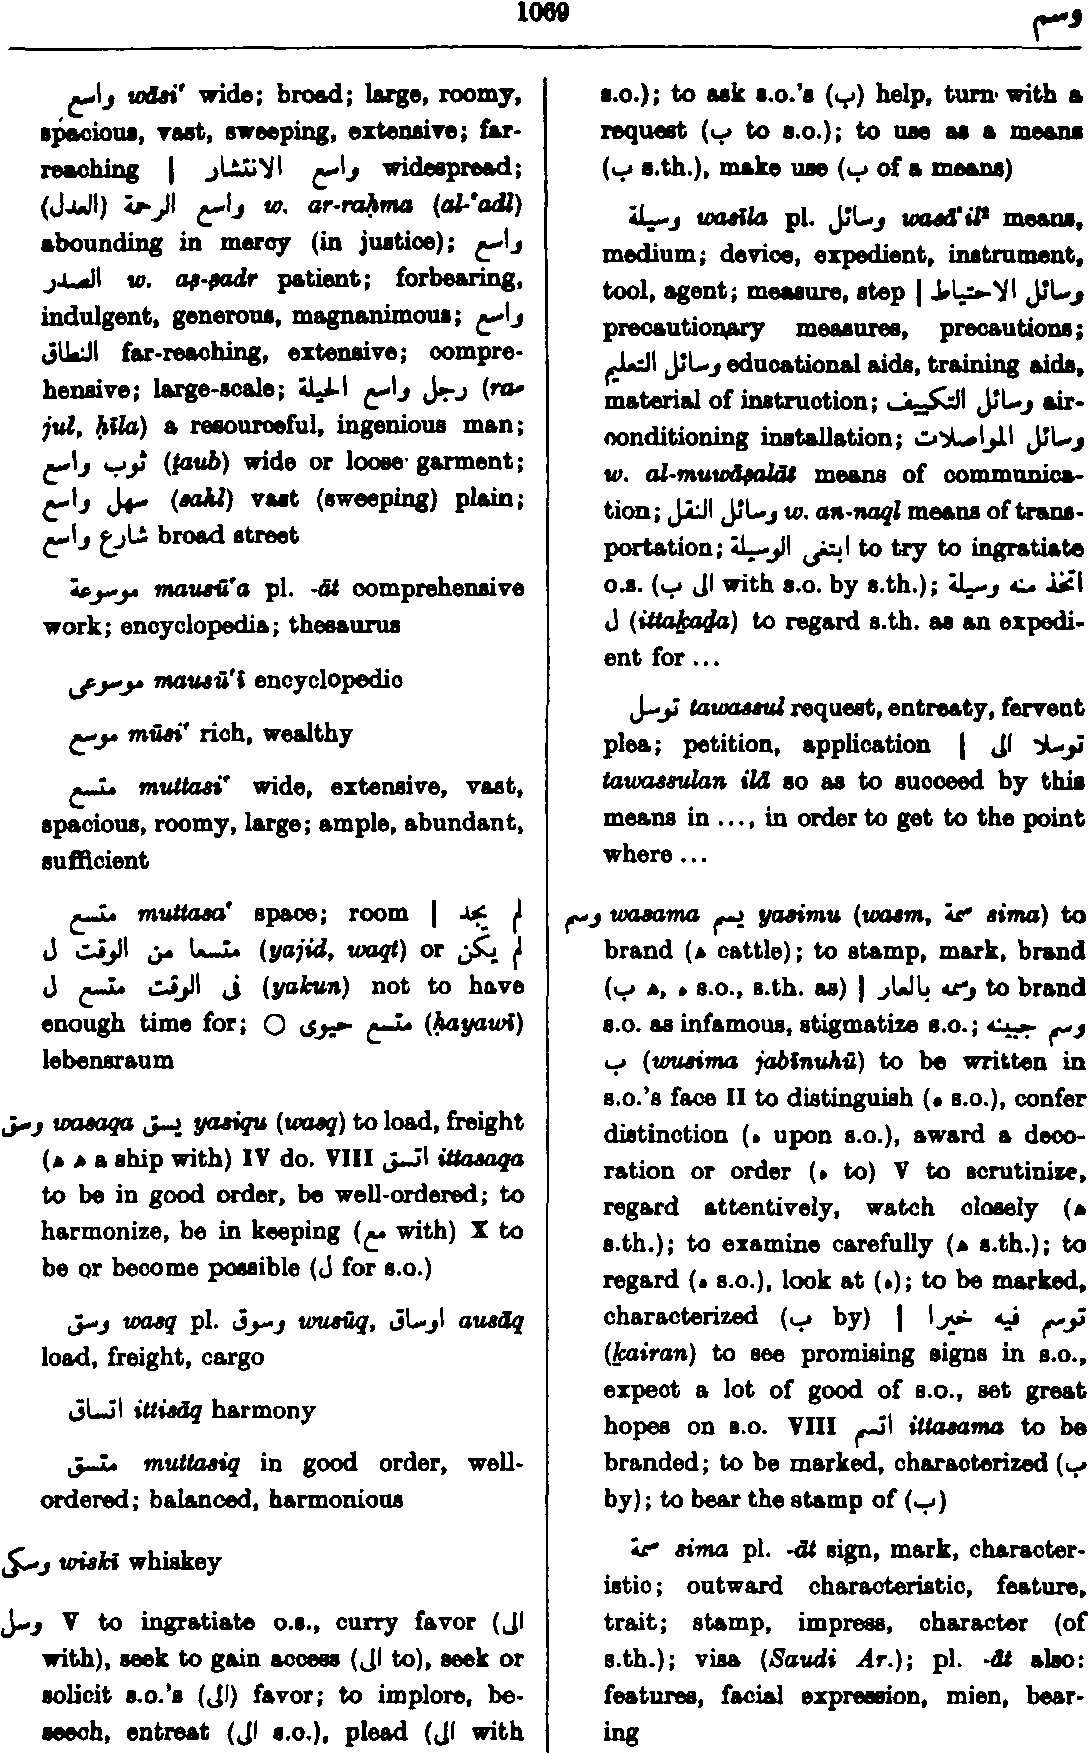 1069
وسم
واسع wāsi‘ wide; broad; large, roomy,
spacious, vast, sweeping, extensive; far-
reaching | واسع الانتشار widespread;
واسع الرحمة (العدل) w. ar-raḥma (al-‘adl)
abounding in mercy (in justice); واسع
الصدر w. aṣ-ṣadr patient; forbearing,
indulgent, generous, magnanimous; واسع
النطاق far-reaching, extensive; compre-
hensive; large-scale; رجل واسع الحيلة (ra-
jul, ḥīla) a resourceful, ingenious man;
ثوب واسع (ṯaub) wide or loose garment;
سهل واسع (sahl) vast (sweeping) plain;
شارع واسع broad street
موسوعة mausū‘a pl. -āt comprehensive
work; encyclopedia; thesaurus
موسوعى mausū‘ī encyclopedic
موسع mūsi‘ rich, wealthy
متسع muttasi‘ wide, extensive, vast,
spacious, roomy, large; ample, abundant,
sufficient
متسع muttasa‘ space; room | لم يجد
متسعا من الوقت ل (yajid, waqt) or لم يكن
فى الوقت متسع ل (yakun) not to have
enough time for; ○ متسع حيوى (ḥayawī)
lebensraum
وسق wasaqa يسق yasiqu (wasq) to load, freight
(ه ه a ship with) IV do. VIII اتسق ittasaqa
to be in good order, be well-ordered; to
harmonize, be in keeping (مع with) X to
be or become possible (ل for s.o.)
وسق wasq pl. وسوق wusūq, اوساق ausāq
load, freight, cargo
اتساق ittisāq harmony
متسق muttasiq in good order, well-
ordered; balanced, harmonious
وسكى wiskī whiskey
وسل V to ingratiate o.s., curry favor (الى
with), seek to gain access (الى to), seek or
solicit s.o.'s (الى) favor; to implore, be-
seech, entreat (الى s.o.), plead (الى with
s.o.); to ask s.o.'s (ب) help, turn with a
request (ب to s.o.); to use as a means
(ب s.th.), make use (ب of a means)
وسيلة wasīla pl. وسائل wasā'il² means,
medium; device, expedient, instrument,
tool, agent; measure, step | وسائل الاحتياط
precautionary measures, precautions;
وسائل التعليم educational aids, training aids,
material of instruction; وسائل التكييف air-
conditioning installation; وسائل المواصلات
w. al-muwāṣalāt means of communica-
tion; وسائل النقل w. an-naql means of trans-
portation; ابتغى الوسيلة to try to ingratiate
o.s. (الى ب with s.o. by s.th.); اتخذ منه وسيلة
ل (ittaḵaḏa) to regard s.th. as an expedi-
ent for ...
توسل tawassul request, entreaty, fervent
plea; petition, application | توسلا الى
tawassulan ilā so as to succeed by this
means in ..., in order to get to the point
where ...
وسم wasama يسم yasimu (wasm, سمة sima) to
brand (ه cattle); to stamp, mark, brand
(ب ه, ه s.o., s.th. as) | وسمه بالعار to brand
s.o. as infamous, stigmatize s.o.; وسم جبينه
ب (wusima jabīnuhū) to be written in
s.o.'s face II to distinguish (ه s.o.), confer
distinction (ه upon s.o.), award a deco-
ration or order (ه to) V to scrutinize,
regard attentively, watch closely (ه
s.th.); to examine carefully (ه s.th.); to
regard (ه s.o.), look at (ه); to be marked,
characterized (ب by) | توسم فيه خيرا
(ḵairan) to see promising signs in s.o.,
expect a lot of good of s.o., set great
hopes on s.o. VIII اتسم ittasama to be
branded; to be marked, characterized (ب
by); to bear the stamp of (ب)
سمة sima pl. -āt sign, mark, character-
istic; outward characteristic, feature,
trait; stamp, impress, character (of
s.th.); visa (Saudi Ar.); pl. -āt also:
features, facial expression, mien, bear-
ing